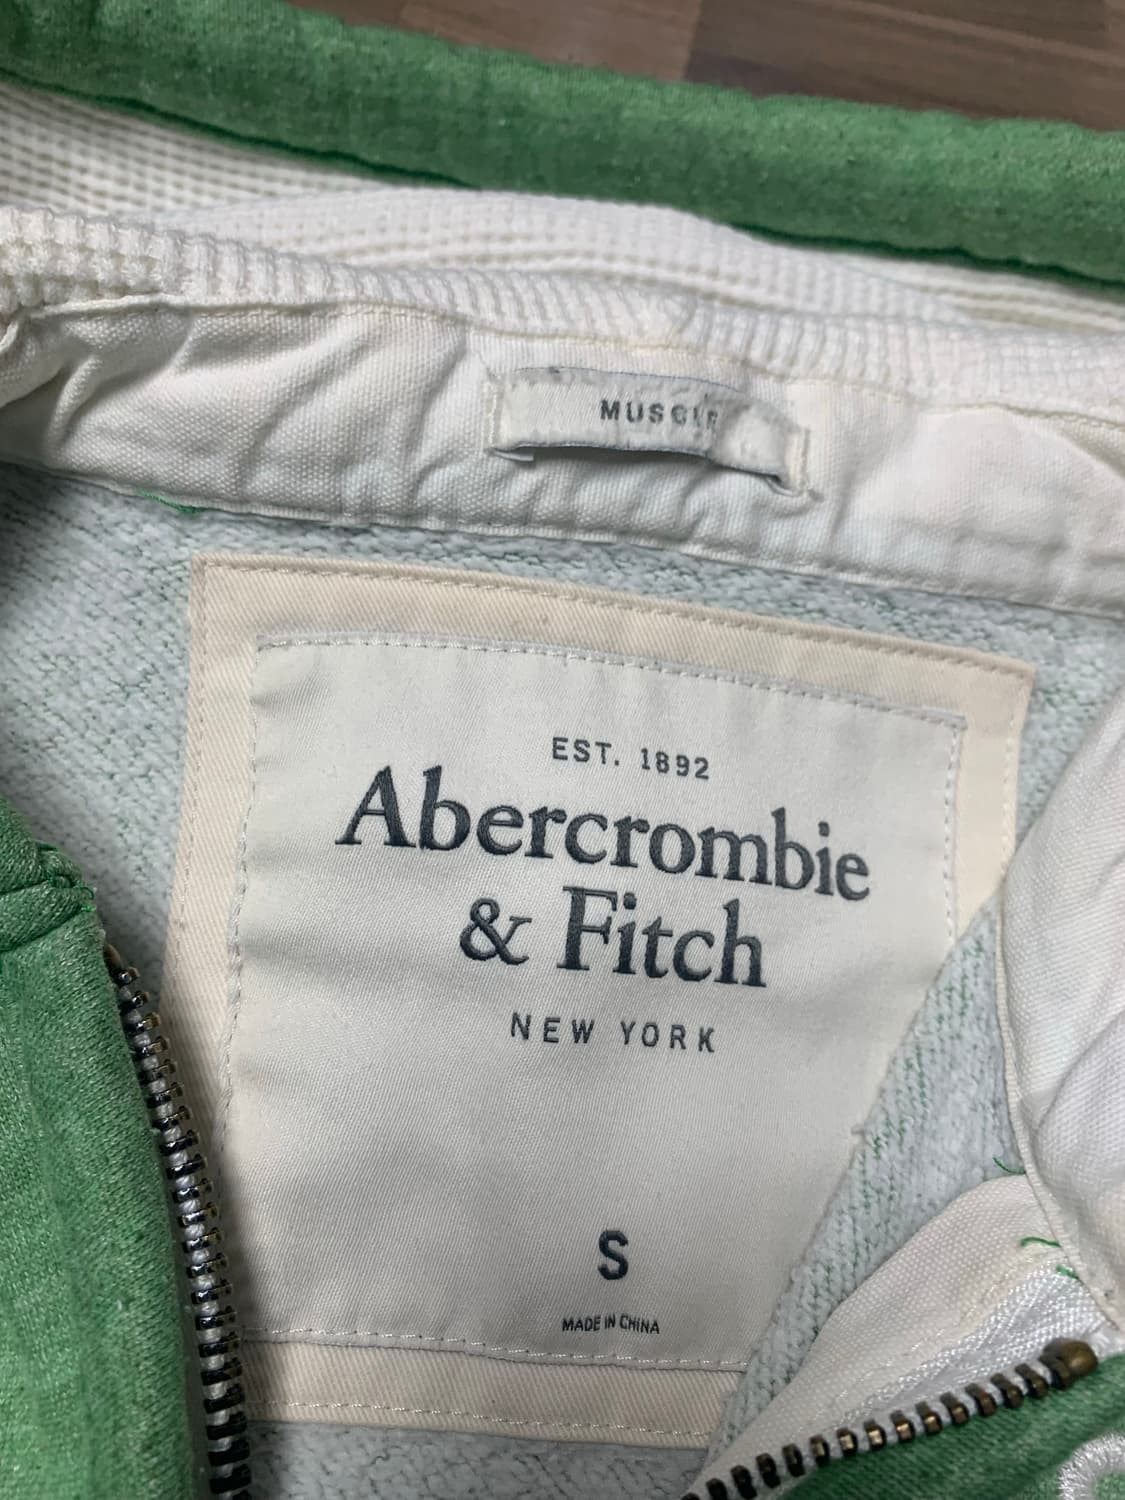 MUSCLE
EST. 1892
Abercrombie
& Fitch
NEW YORK
S
MADE IN CHINA